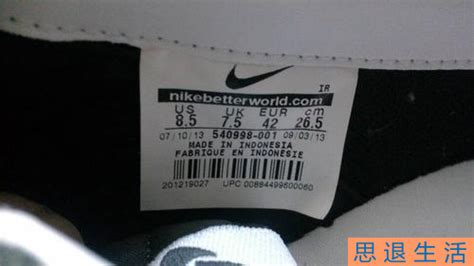 IR
nikebetterworld.com
US UK EUR cm
8.5 7.5 42 26.5
07/10/13 540998-001 09/03/13
MADE IN INDONESIA
FABRIQUE EN INDONESIE
201219027 UPC 00884499600060
思退生活